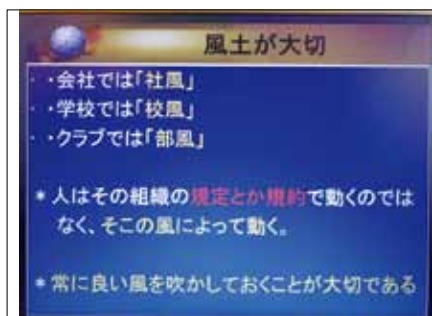 風土が大切
・会社では「社風」
・学校では「校風」
・クラブでは「部風」
＊人はその組織の規定とか規約で動くのでは
なく、そこの風によって動く。
＊常に良い風を吹かしておくことが大切である